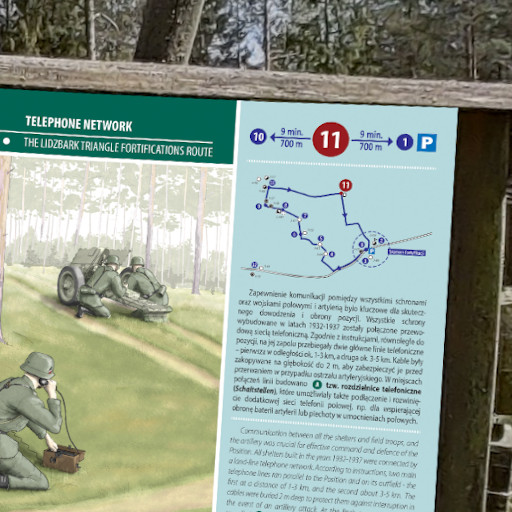 TELEPHONE NETWORK
THE LIDZBARK TRIANGLE FORTIFICATIONS ROUTE
10 9 min. 700 m 11 9 min. 700 m 1 P
11
Zapewnienie komunikacji pomiędzy wszystkimi schronami
oraz wojskami polowymi i artylerią było kluczowe dla skutecz-
nego dowodzenia i obrony pozycji. Wszystkie schrony
wybudowane w latach 1932-1937 zostały połączone przewo-
dową siecią telefoniczną. Zgodnie z instrukcjami, równolegle do
pozycji, na jej zapolu przebiegały dwie główne linie telefoniczne
- pierwsza w odległości ok. 1-3 km, a druga ok. 3-5 km. Kable były
zakopywane na głębokość do 2 m, aby zabezpieczyć je przed
przerwaniem w przypadku ostrzału artyleryjskiego. W miejscach
połączeń linii budowano tzw. rozdzielnice telefoniczne
(Schaltstellen), które umożliwiały także podłączenie i rozwinię-
cie dodatkowej sieci telefonii polowej, np. dla wspierającej
obronę baterii artylerii lub piechoty w umocnieniach polowych.
Communication between all the shelters and field troops, and
the artillery was crucial for effective command and defence of the
Position. All shelters built in the years 1932-1937 were connected by
a land-line telephone network. According to instructions, two main
telephone lines ran parallel to the Position and on its outfield - the
first at a distance of 1-3 km, and the second about 3-5 km. The
cables were buried 2 m deep to protect them against interruption in
the event of an artillery attack. At the